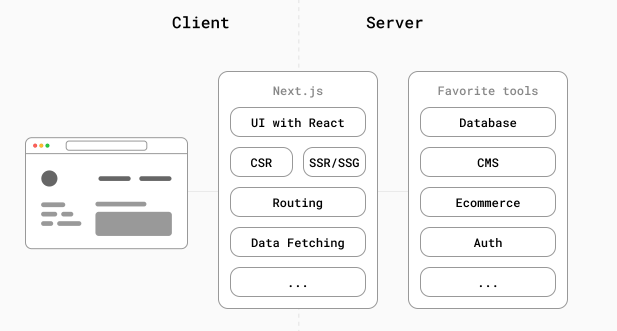 Client
Server
Next.js
UI with React
CSR
SSR/SSG
Routing
Data Fetching
...
Favorite tools
Database
CMS
Ecommerce
Auth
...